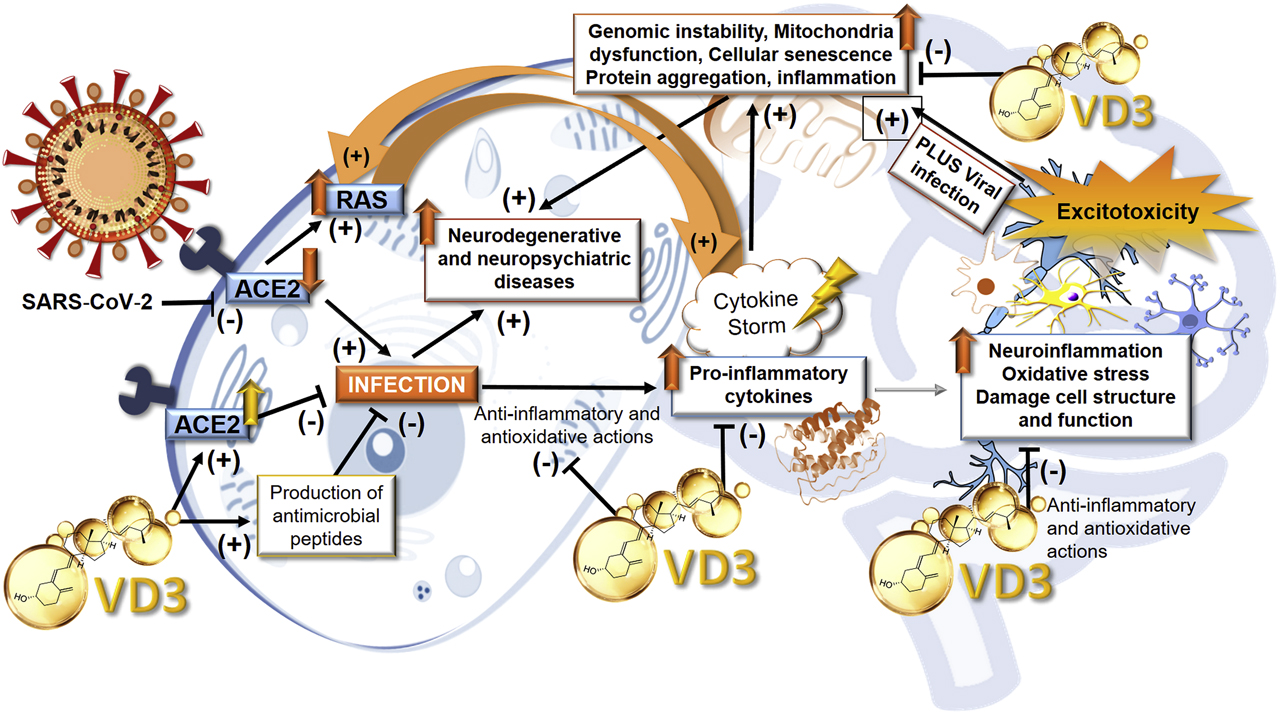 Genomic instability, Mitochondria
dysfunction, Cellular senescence
Protein aggregation, inflammation
(-)
HO
H
H
VD3
(+)
(+)
PLUS Viral
infection
Excitotoxicity
(+)
RAS
(+)
(+)
Neurodegenerative
and neuropsychiatric
diseases
(+)
(+)
ACE2
SARS-CoV-2
(-)
Cytokine
Storm
(+)
(+)
INFECTION
Pro-inflammatory
cytokines
Neuroinflammation
Oxidative stress
Damage cell structure
and function
ACE2
(-)
(-)
Anti-inflammatory and
antioxidative actions
(-)
(-)
(-)
(+)
Production of
antimicrobial
peptides
(+)
HO
H
H
VD3
HO
H
H
VD3
HO
H
H
VD3
Anti-inflammatory
and antioxidative
actions